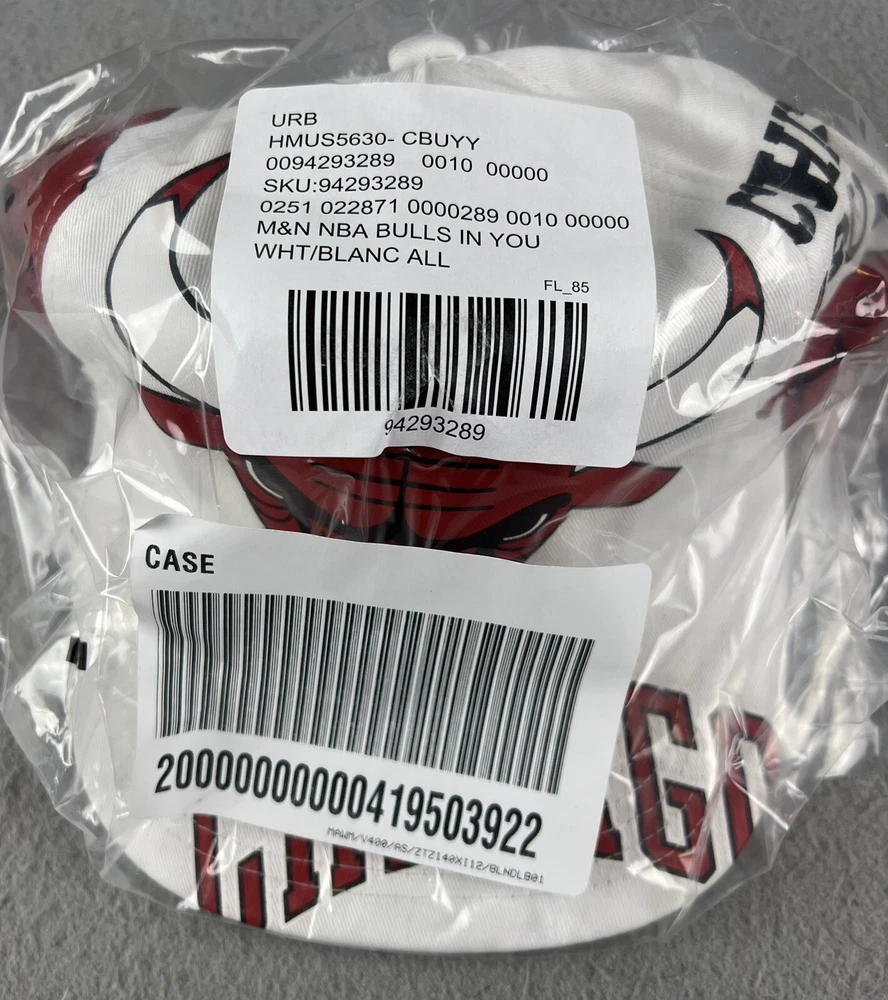 URB
HMUS5630- CBUYY
0094293289 0010 00000
SKU:94293289
0251 022871 0000289 0010 00000
M&N NBA BULLS IN YOU
WHT/BLANC ALL
FL_85
94293289
CASE
20000000000419503922
MAWM/V400/AS/ZTZ140XI12/BLNDLB01